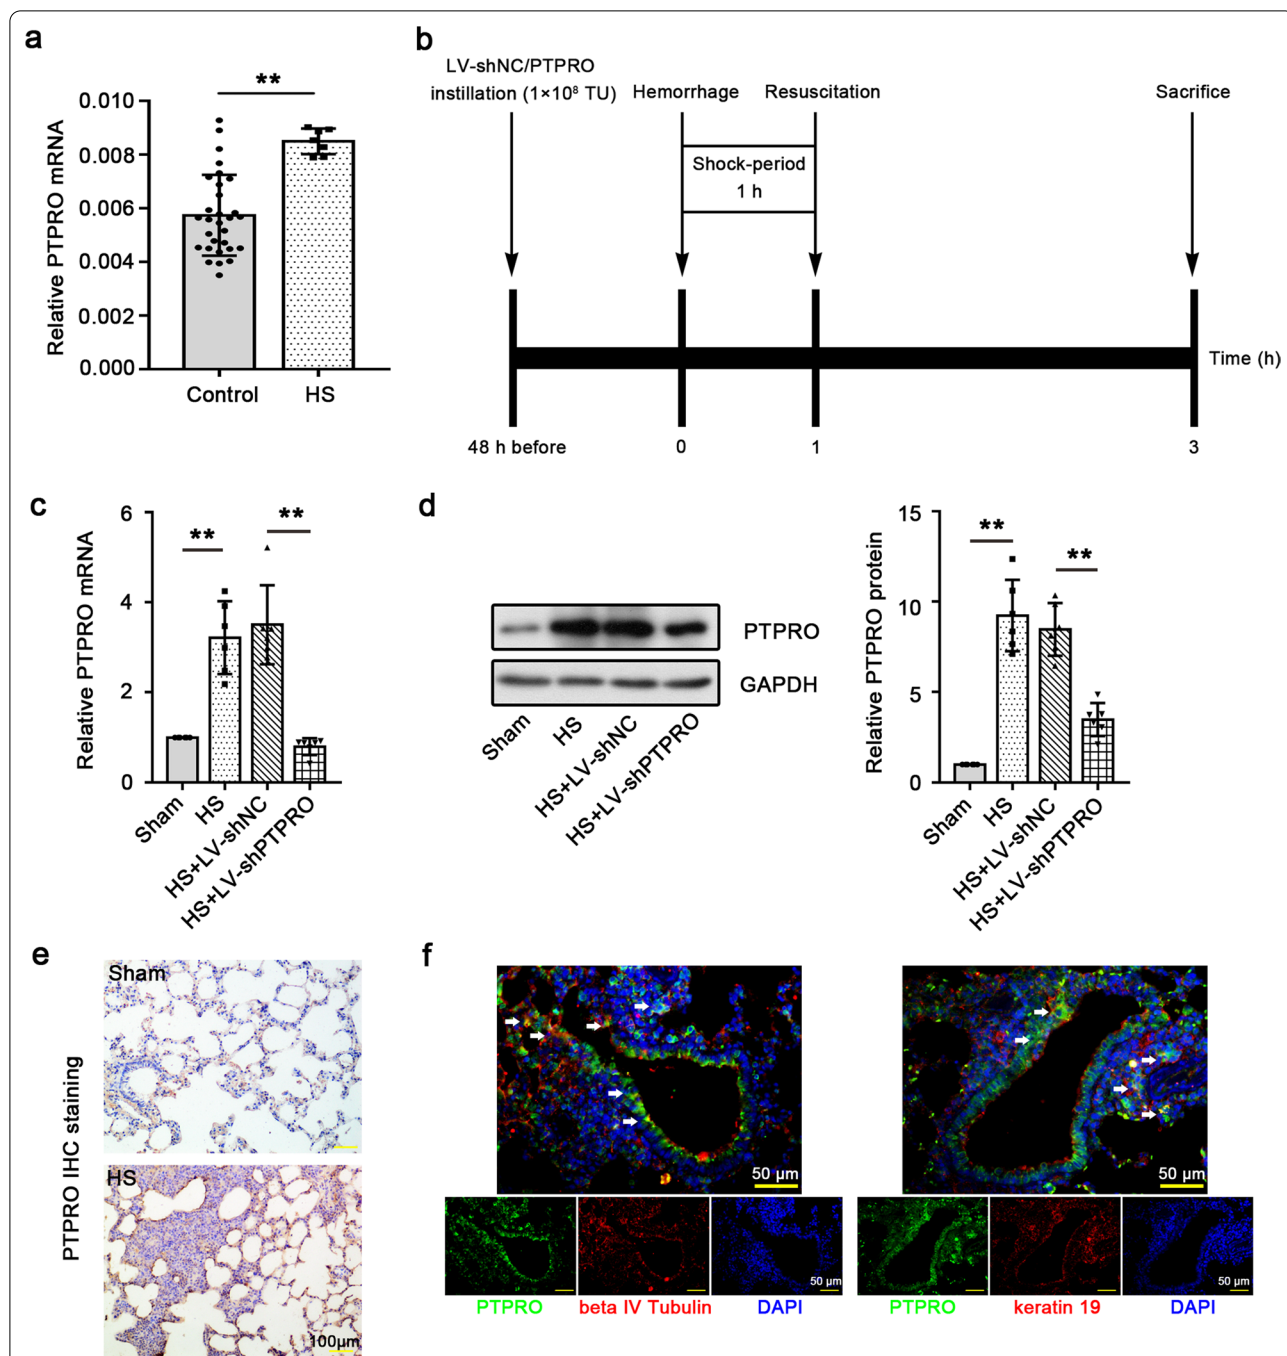 a
**
Relative PTPRO mRNA
0.010
0.008
0.006
0.004
0.002
0.000
Control
HS
b
LV-shNC/PTPRO
instillation (1×10⁸ TU)
Hemorrhage
Resuscitation
Sacrifice
Shock-period
1 h
Time (h)
48 h before
0
1
3
c
Relative PTPRO mRNA
6
4
2
0
**
**
Sham
HS
HS+LV-shNC
HS+LV-shPTPRO
d
PTPRO
GAPDH
Sham
HS
HS+LV-shNC
HS+LV-shPTPRO
Relative PTPRO protein
15
10
5
0
**
**
Sham
HS
HS+LV-shNC
HS+LV-shPTPRO
e
PTPRO IHC staining
Sham
HS
100μm
f
50 μm
50 μm
50 μm
50 μm
PTPRO
beta IV Tubulin
DAPI
PTPRO
keratin 19
DAPI